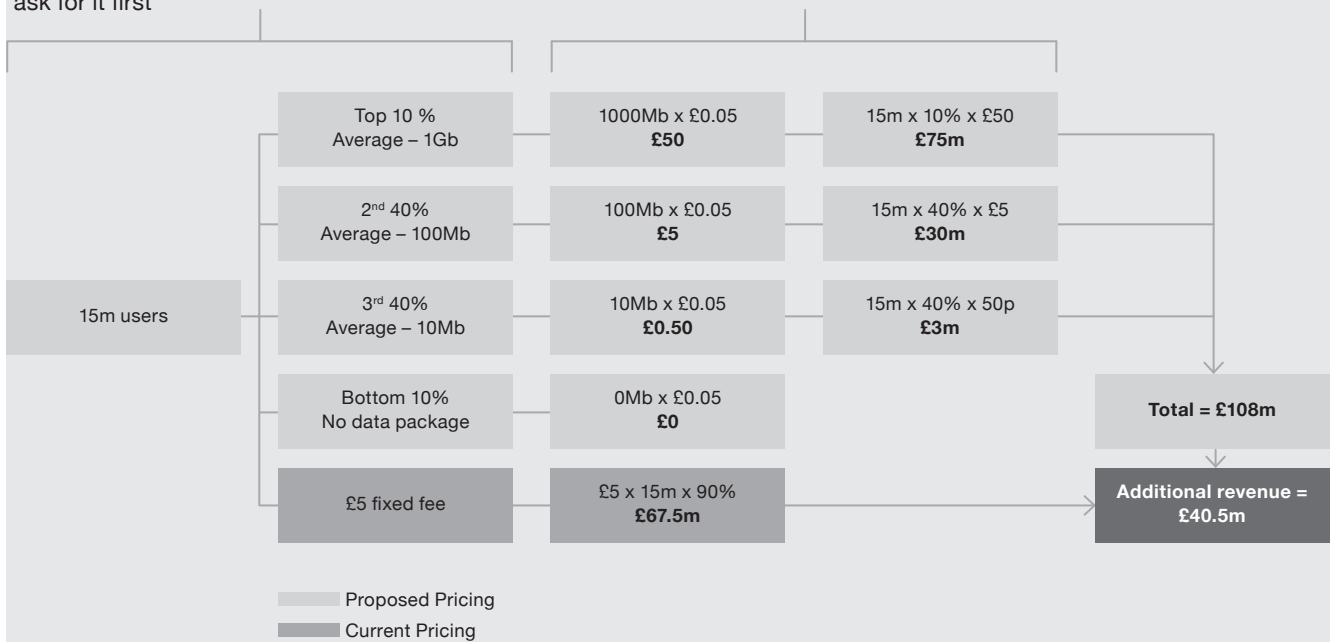 ask for it first
Top 10 %
Average – 1Gb
1000Mb x £0.05
£50
15m x 10% x £50
£75m
2nd 40%
Average – 100Mb
100Mb x £0.05
£5
15m x 40% x £5
£30m
15m users
3rd 40%
Average – 10Mb
10Mb x £0.05
£0.50
15m x 40% x 50p
£3m
Bottom 10%
No data package
0Mb x £0.05
£0
Total = £108m
£5 fixed fee
£5 x 15m x 90%
£67.5m
Additional revenue =
£40.5m
Proposed Pricing
Current Pricing